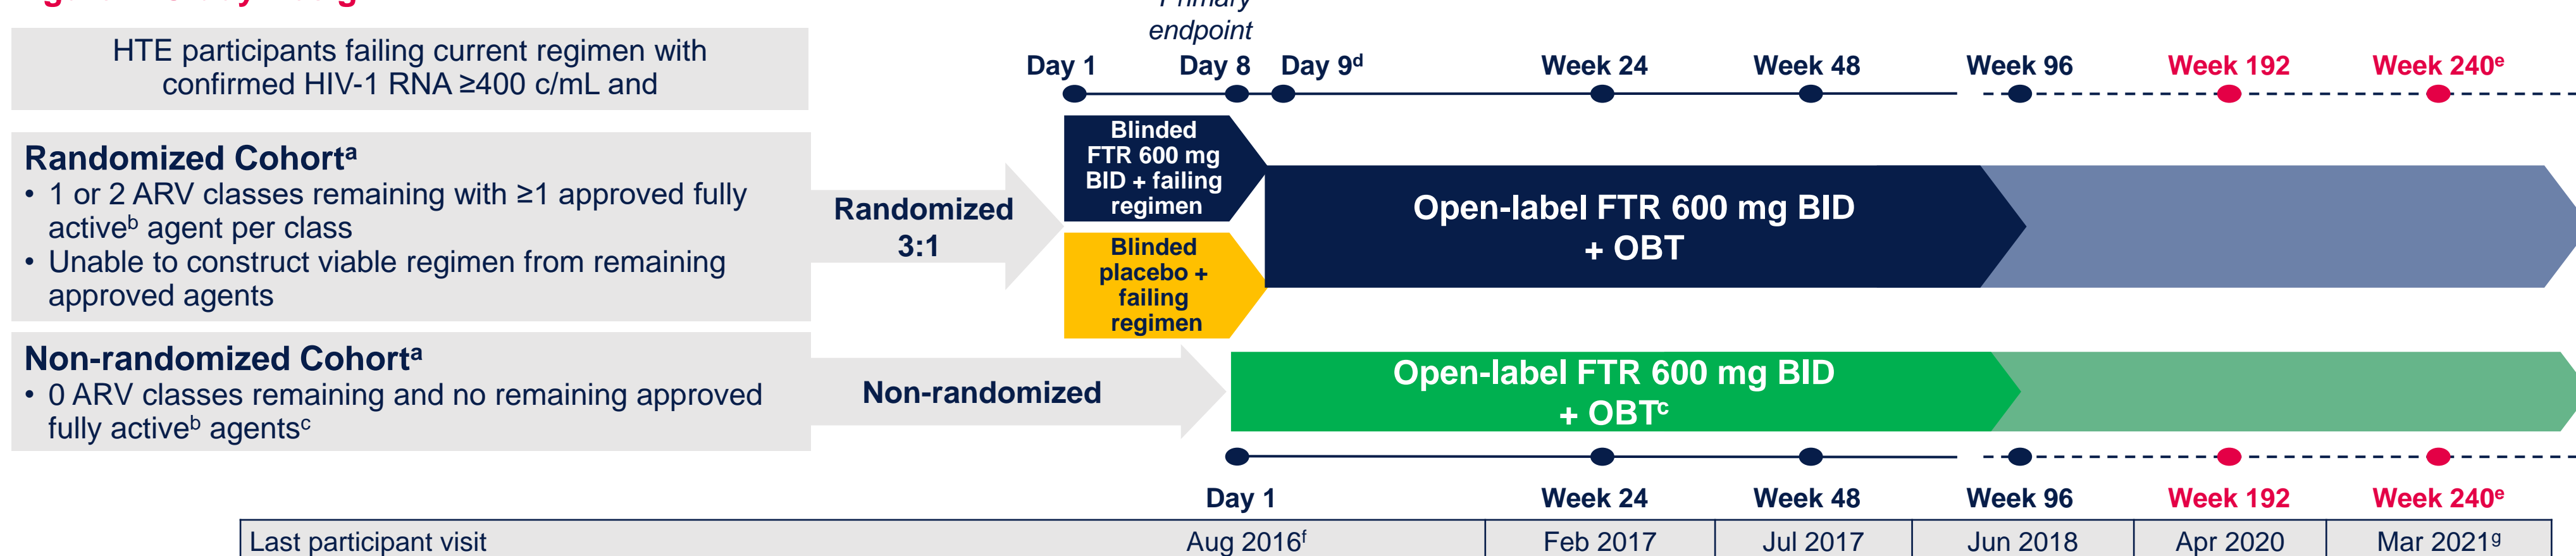 Primary
endpoint
HTE participants failing current regimen with
confirmed HIV-1 RNA ≥400 c/mL and
Day 1 Day 8 Day 9ᵈ Week 24 Week 48 Week 96 Week 192 Week 240ᵉ
Randomized Cohortᵃ
• 1 or 2 ARV classes remaining with ≥1 approved fully
activeᵇ agent per class
• Unable to construct viable regimen from remaining
approved agents
Randomized
3:1
Blinded
FTR 600 mg
BID + failing
regimen
Blinded
placebo +
failing
regimen
Open-label FTR 600 mg BID
+ OBT
Non-randomized Cohortᵃ
• 0 ARV classes remaining and no remaining approved
fully activeᵇ agentsᶜ
Non-randomized
Open-label FTR 600 mg BID
+ OBTᶜ
Day 1 Week 24 Week 48 Week 96 Week 192 Week 240ᵉ
Last participant visit Aug 2016ᶠ Feb 2017 Jul 2017 Jun 2018 Apr 2020 Mar 2021ᵍ